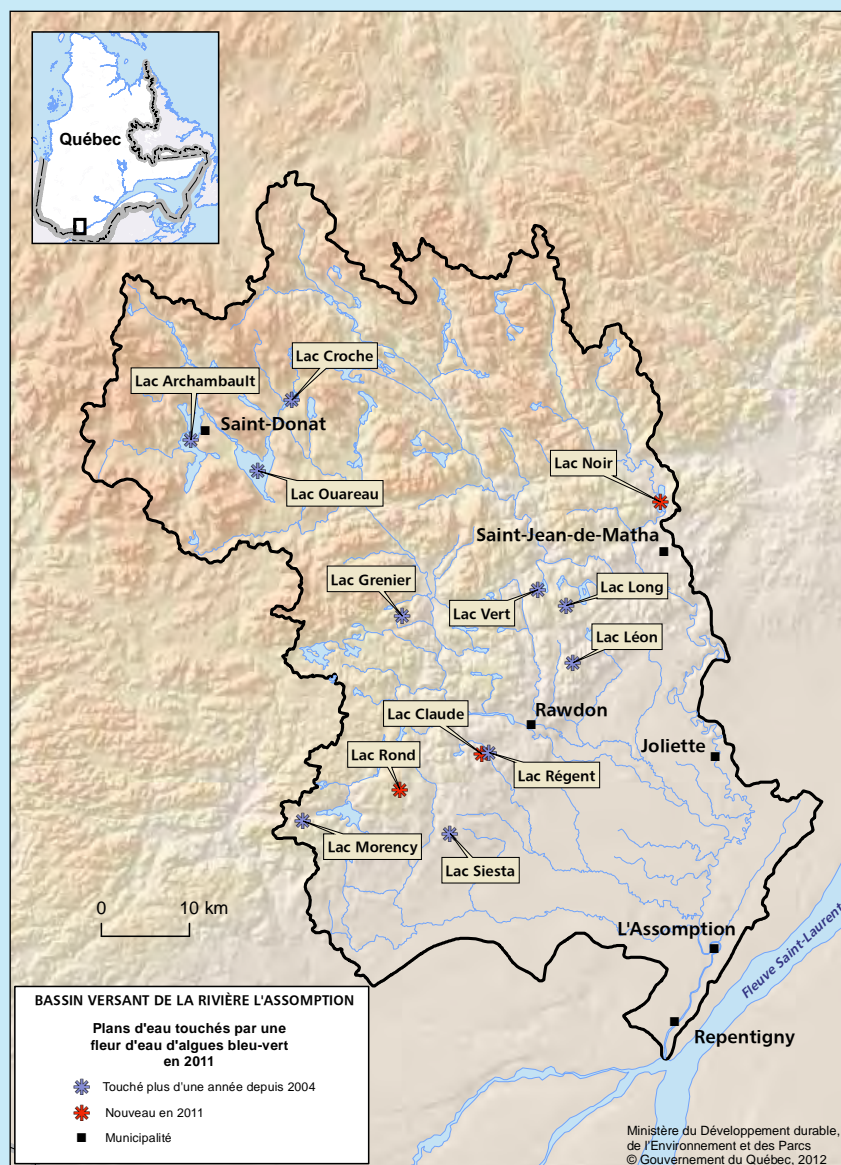 Québec
Lac Croche
Lac Archambault
Saint-Donat
Lac Noir
Lac Ouareau
Saint-Jean-de-Matha
Lac Grenier
Lac Long
Lac Vert
Lac Léon
Lac Claude
Rawdon
Joliette
Lac Rond
Lac Régent
Lac Morency
Lac Siesta
0 10 km
L'Assomption
Fleuve Saint-Laurent
Repentigny
BASSIN VERSANT DE LA RIVIÈRE L'ASSOMPTION
Plans d'eau touchés par une
fleur d'eau d'algues bleu-vert
en 2011
Touché plus d'une année depuis 2004
Nouveau en 2011
Municipalité
Ministère du Développement durable,
de l'Environnement et des Parcs
© Gouvernement du Québec, 2012